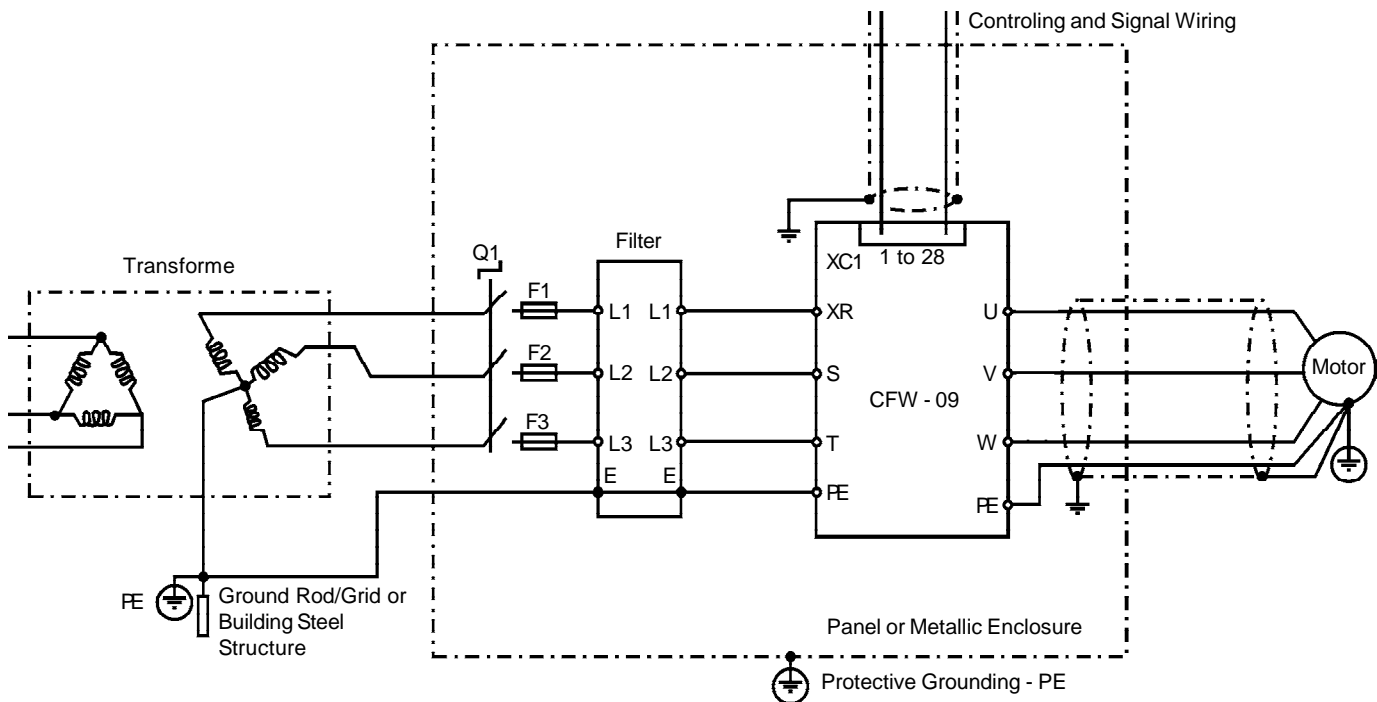 Controling and Signal Wiring
Transforme
Q1
Filter
XC1
1 to 28
F1
L1 L1
XR
U
F2
L2 L2
S
V
Motor
CFW - 09
F3
L3 L3
T
W
E E
PE
PE
PE
Ground Rod/Grid or
Building Steel
Structure
Panel or Metallic Enclosure
Protective Grounding - PE